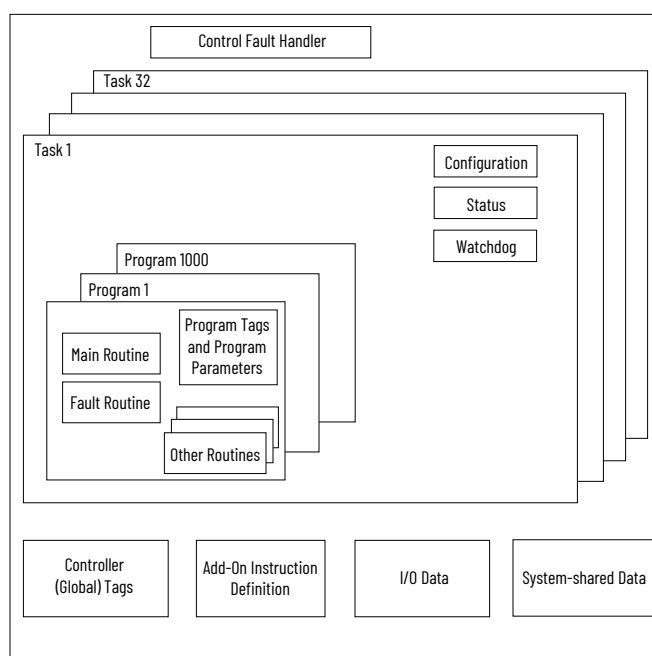 Control Fault Handler
Task 32
Task 1
Configuration
Status
Watchdog
Program 1000
Program 1
Program Tags
and Program
Parameters
Main Routine
Fault Routine
Other Routines
Controller
(Global) Tags
Add-On Instruction
Definition
I/O Data
System-shared Data